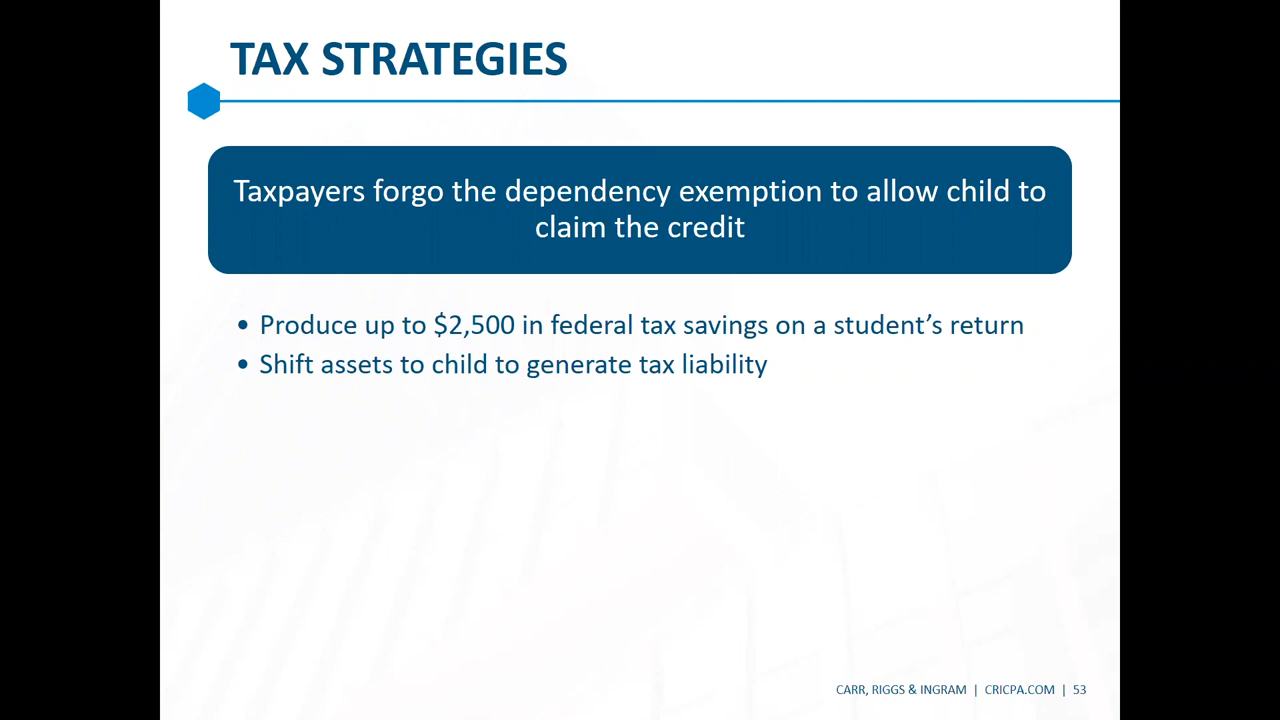 TAX STRATEGIES
Taxpayers forgo the dependency exemption to allow child to
claim the credit
• Produce up to $2,500 in federal tax savings on a student’s return
• Shift assets to child to generate tax liability
CARR, RIGGS & INGRAM | CRICPA.COM | 53